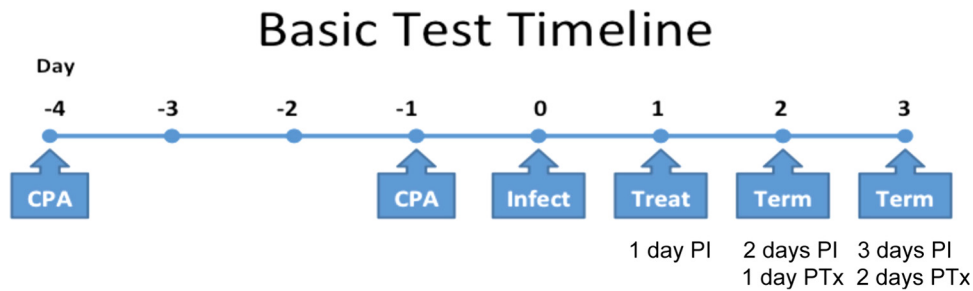 Basic Test Timeline
Day
-4 -3 -2 -1 0 1 2 3
CPA CPA Infect Treat Term Term
1 day PI 2 days PI 3 days PI
1 day PTx 2 days PTx